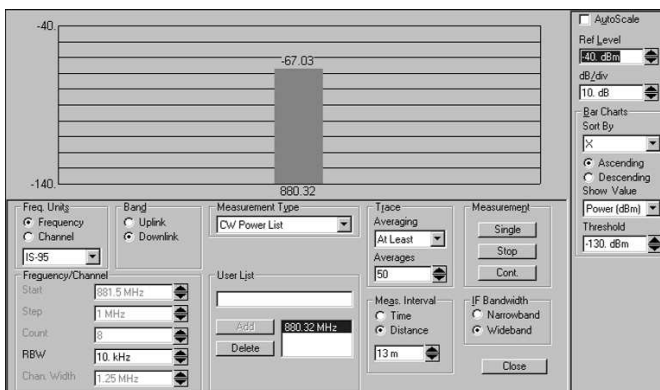 -40.
-67.03
-140.
880.32
AutoScale
Ref Level
-40. dBm
dB/div
10. dB
Bar Charts
Sort By
X
Ascending
Descending
Show Value
Power (dBm)
Threshold
-130. dBm
Freq. Units
Frequency
Channel
IS-95
Band
Uplink
Downlink
Measurement Type
CW Power List
Trace
Averaging
At Least
Averages
50
Measurement
Single
Stop
Cont.
Frequency/Channel
Start
881.5 MHz
Step
1 MHz
Count
8
RBW
10. kHz
Chan. Width
1.25 MHz
User List
Add
Delete
880.32 MHz
Meas. Interval
Time
Distance
13 m
IF Bandwidth
Narrowband
Wideband
Close